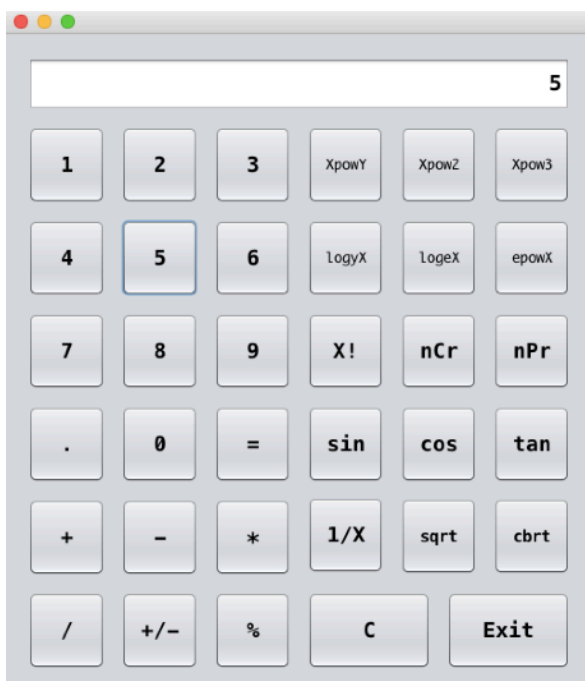 5
1 2 3 XpowY Xpow2 Xpow3
4 5 6 logyX logeX epowX
7 8 9 X! nCr nPr
. 0 = sin cos tan
+ - * 1/X sqrt cbrt
/ +/- % C Exit